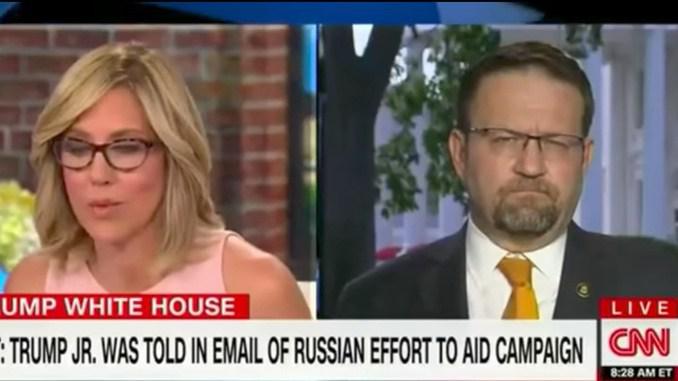 RUMP WHITE HOUSE
: TRUMP JR. WAS TOLD IN EMAIL OF RUSSIAN EFFORT TO AID CAMPAIGN
LIVE
CNN
8:28 AM ET